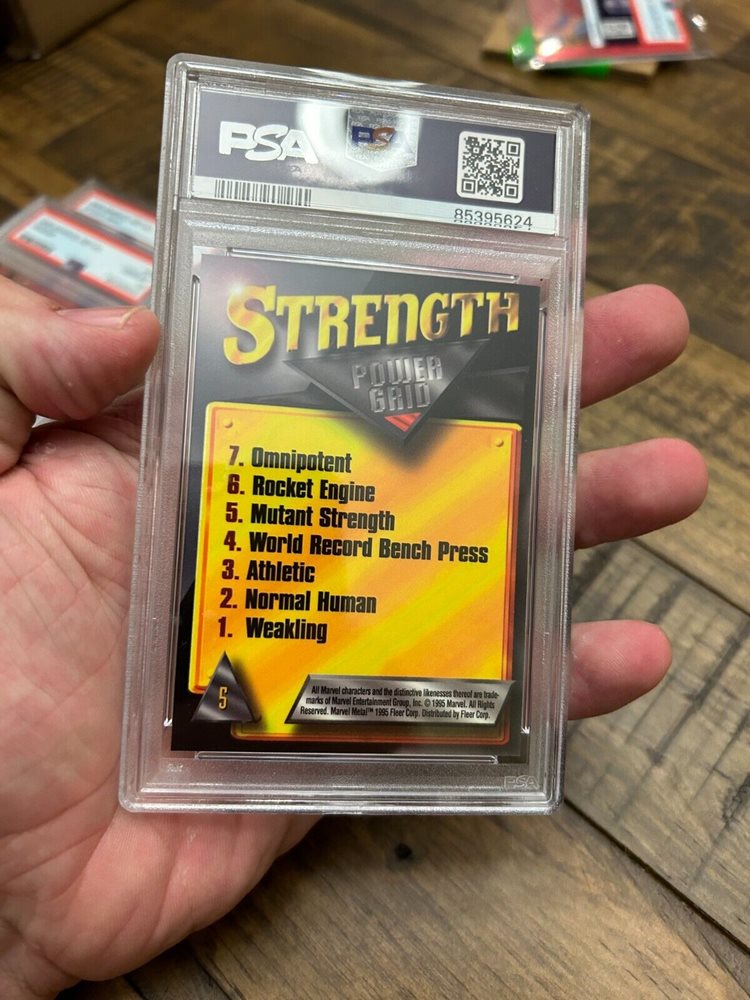 PSA
PS
85395624
STRENGTH
POWER
GRID
7. Omnipotent
6. Rocket Engine
5. Mutant Strength
4. World Record Bench Press
3. Athletic
2. Normal Human
1. Weakling
5
All Marvel characters and the distinctive likenesses thereof are trade-
marks of Marvel Entertainment Group, Inc. © 1995 Marvel. All Rights
Reserved. Marvel Metal™ 1995 Fleer Corp. Distributed by Fleer Corp.
PSA